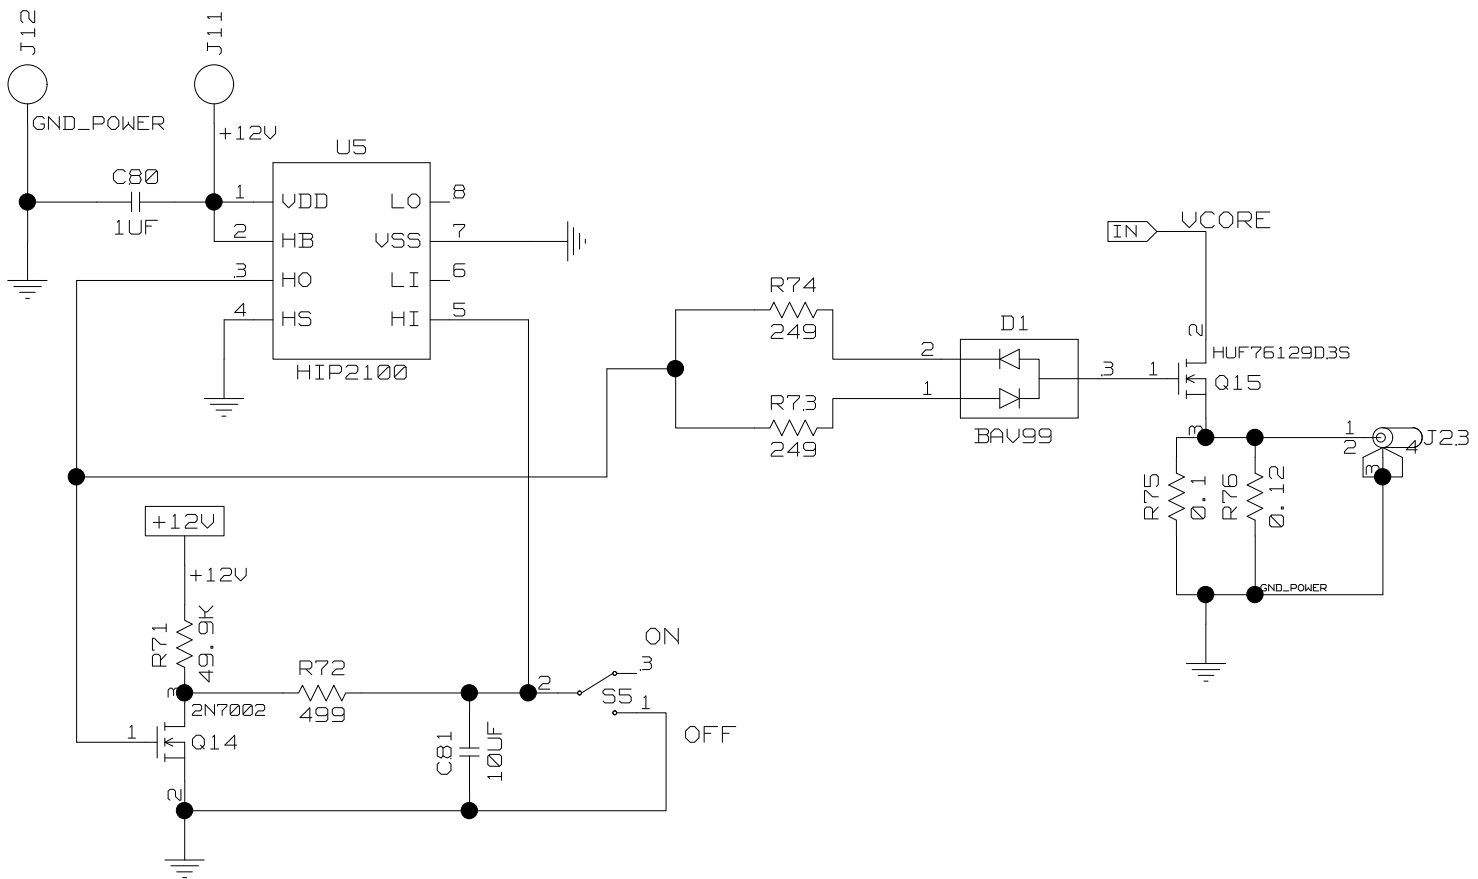 J12
J11
GND_POWER
+12V
U5
C80
1UF
1 VDD LO 8
2 HB VSS 7
3 HO LI 6
4 HS HI 5
HIP2100
IN
VCORE
R74
249
D1
2
2
HUF76129D3S
3
1
Q15
R73
249
1
BAV99
3
1
2
4
J23
3
R75
0.1
R76
0.12
GND_POWER
+12V
+12V
R71
49.9K
ON
R72
499
3
2N7002
2
3
S5
1
1
Q14
OFF
C81
10UF
2